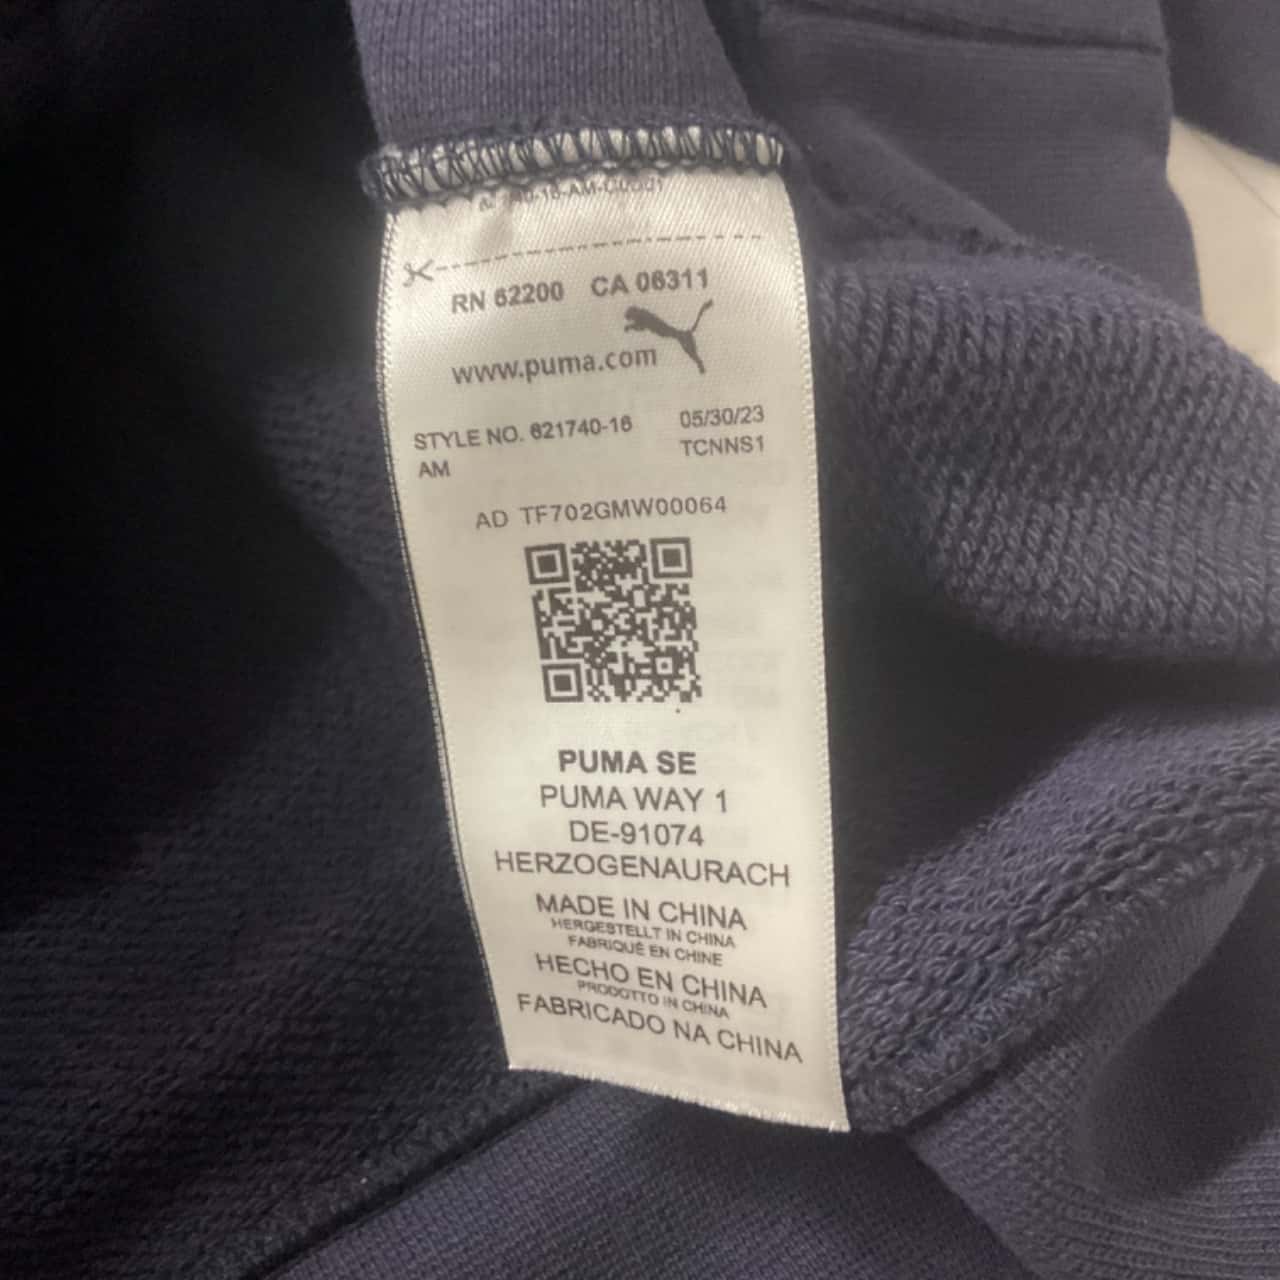 RN 62200 CA 06311
www.puma.com
STYLE NO. 621740-16 05/30/23
AM TCNNS1
AD TF702GMW00064
PUMA SE
PUMA WAY 1
DE-91074
HERZOGENAURACH
MADE IN CHINA
HERGESTELLT IN CHINA
FABRIQUÉ EN CHINE
HECHO EN CHINA
PRODOTTO IN CHINA
FABRICADO NA CHINA